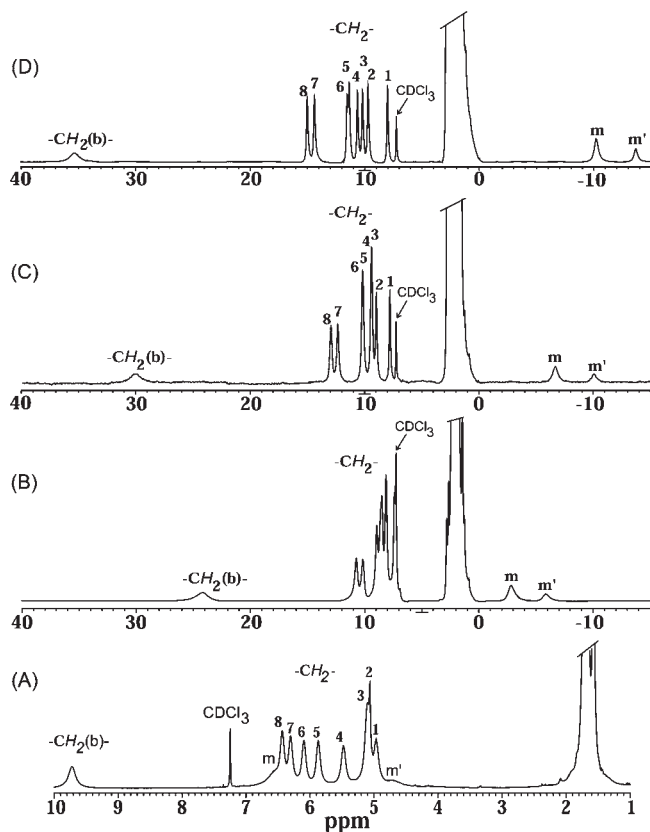 (D)
-CH2-
5 3
8 7 6 4 2 1
CDCl3
-CH2(b)-
m m'
40 30 20 10 0 -10
(C)
-CH2-
4 3
6 5 2 1
8 7
CDCl3
-CH2(b)-
m m'
40 30 20 10 0 -10
(B)
CDCl3
-CH2-
-CH2(b)-
m m'
40 30 20 10 0 -10
(A)
-CH2-
2
3
CDCl3
8 7 6 5 4 1
-CH2(b)-
m m'
10 9 8 7 6 5 4 3 2 1
ppm